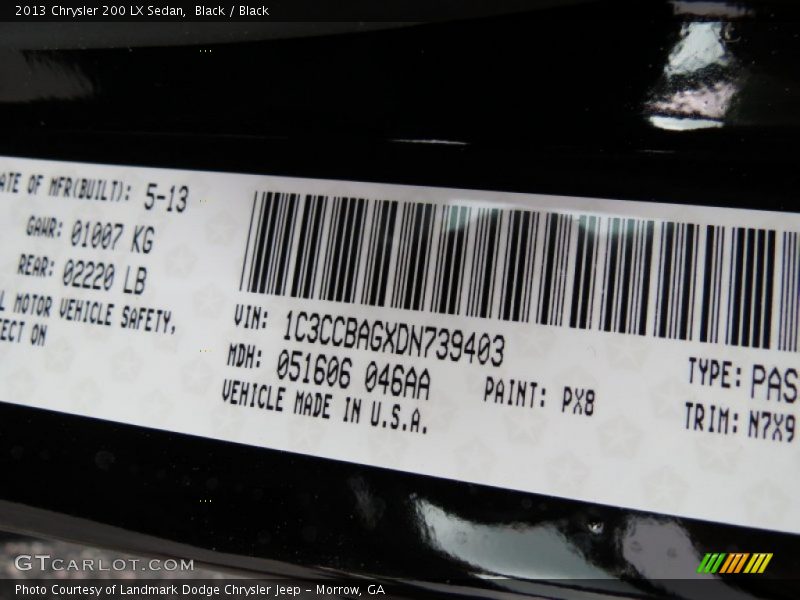 2013 Chrysler 200 LX Sedan, Black / Black
ATE OF MFR(BUILT): 5-13
GAWR: 01007 KG
REAR: 02220 LB
L MOTOR VEHICLE SAFETY,
ECT ON
VIN: 1C3CCBAGXDN739403
MDH: 051606 046AA
VEHICLE MADE IN U.S.A.
PAINT: PX8
TYPE: PAS
TRIM: N7X9
GTCARLOT.COM
Photo Courtesy of Landmark Dodge Chrysler Jeep - Morrow, GA